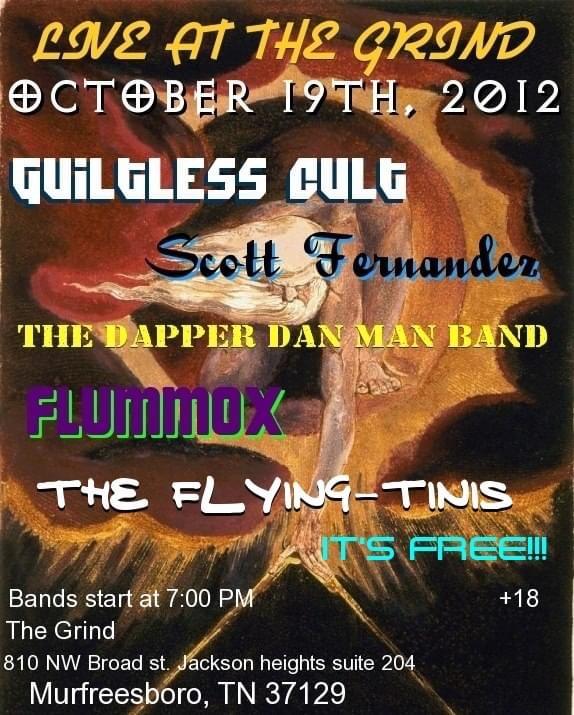 LIVE AT THE GRIND
OCTOBER 19TH, 2012
GUILTLESS CULT
Scott Fernandez
THE DAPPER DAN MAN BAND
FLUMMOX
THE FLYING-TINIS
IT'S FREE!!!
Bands start at 7:00 PM +18
The Grind
810 NW Broad st. Jackson heights suite 204
Murfreesboro, TN 37129